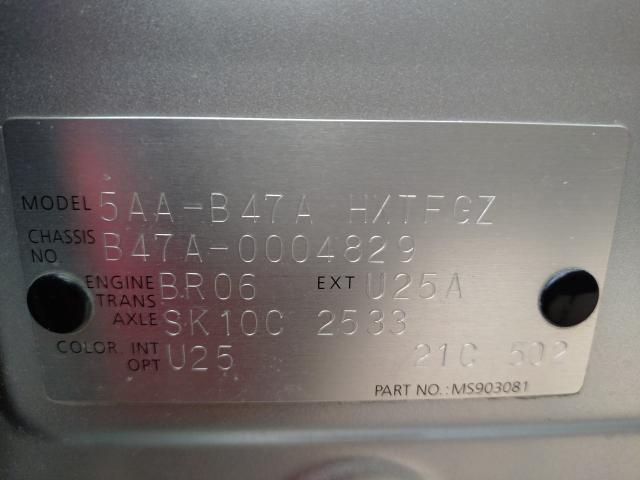 MODEL 5AA-B47A HXTFGZ
CHASSIS NO. B47A-0004829
ENGINE BR06 EXT U25A
TRANS AXLE SK10C 2533
COLOR. INT OPT U25 21C 502
PART NO.: MS903081